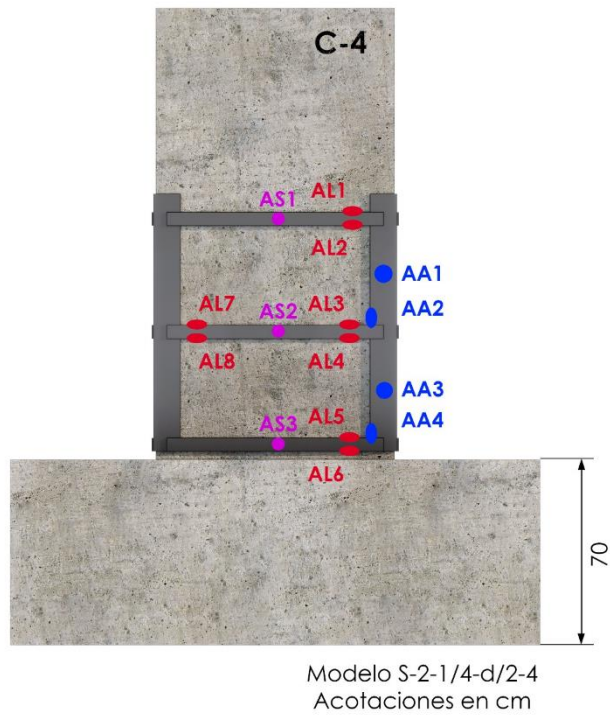 C-4
AS1
AL1
AL2
AA1
AL7
AS2
AL3
AA2
AL8
AL4
AA3
AL5
AA4
AS3
AL6
70
Modelo S-2-1/4-d/2-4
Acotaciones en cm